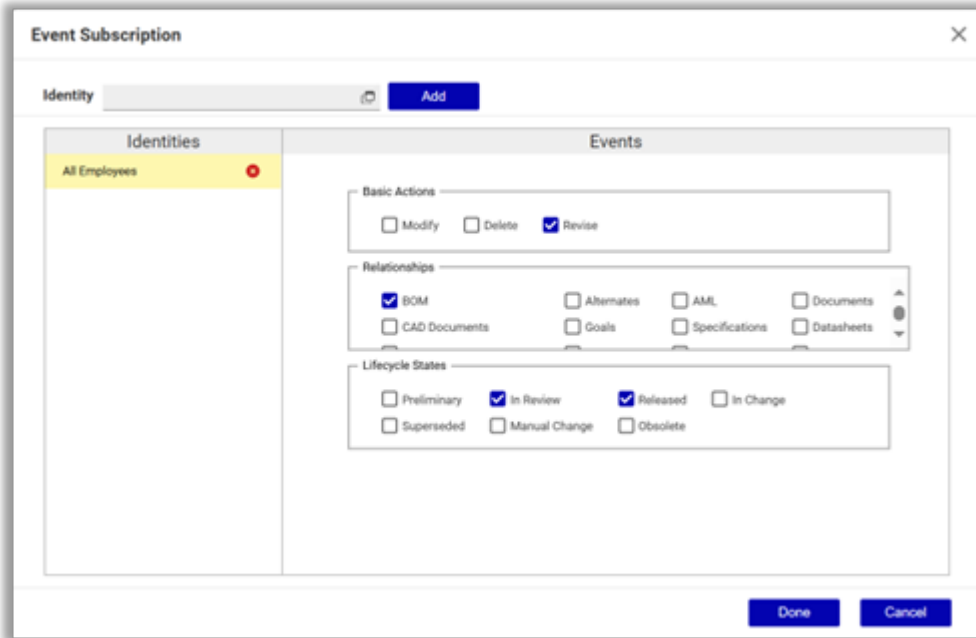 Event Subscription
Identity Add
Identities Events
All Employees
Basic Actions
Modify Delete Revise
Relationships
BOM Alternates AML Documents
CAD Documents Goals Specifications Datasheets
Lifecycle States
Preliminary In Review Released In Change
Superseded Manual Change Obsolete
Done Cancel